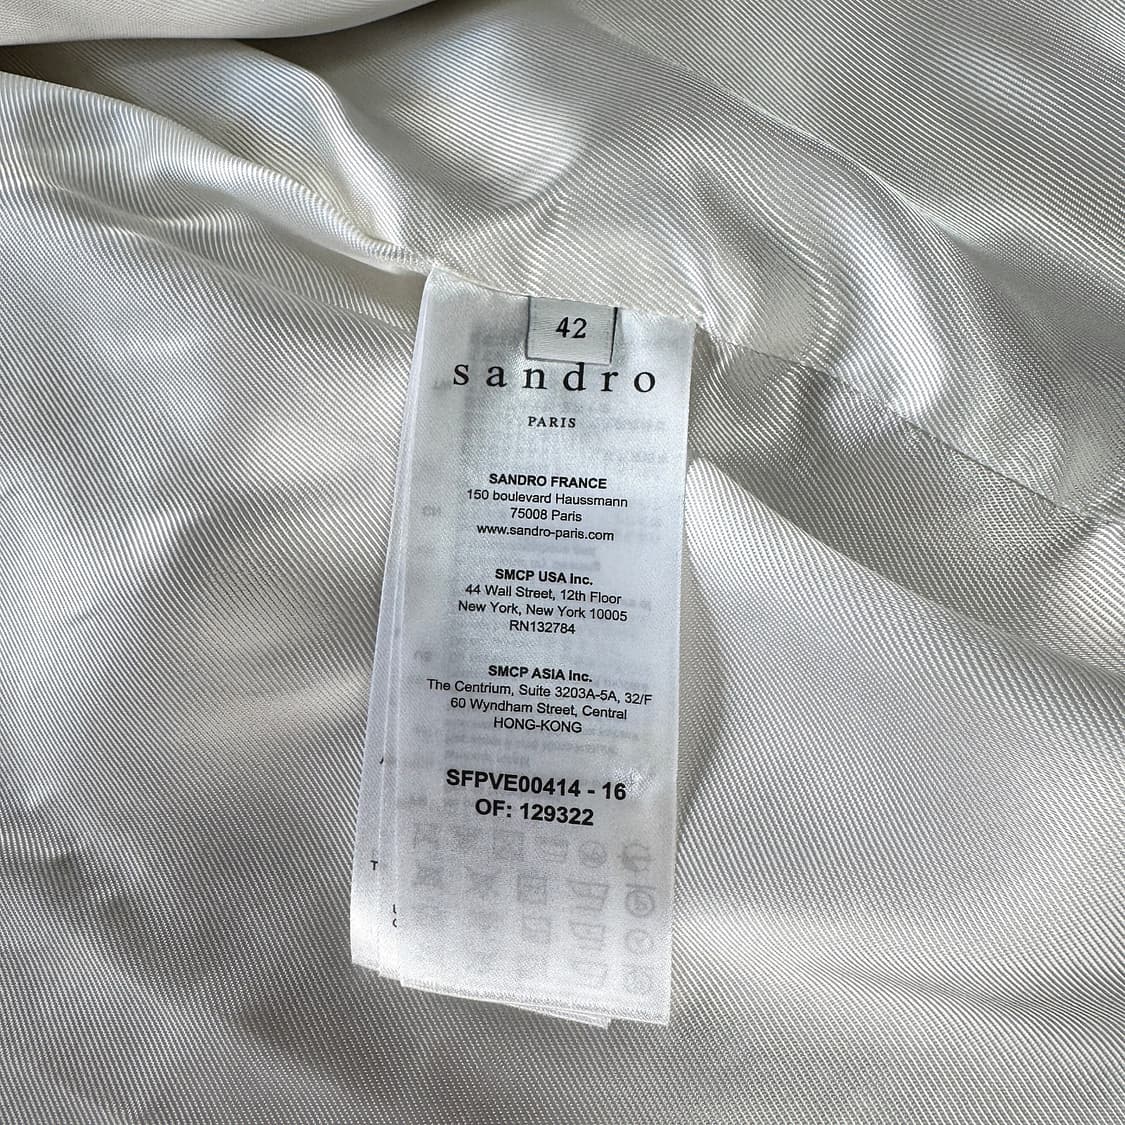 42
sandro
PARIS
SANDRO FRANCE
150 boulevard Haussmann
75008 Paris
www.sandro-paris.com
SMCP USA Inc.
44 Wall Street, 12th Floor
New York, New York 10005
RN132784
SMCP ASIA Inc.
The Centrium, Suite 3203A-5A, 32/F
60 Wyndham Street, Central
HONG-KONG
SFPVE00414 - 16
OF: 129322
T